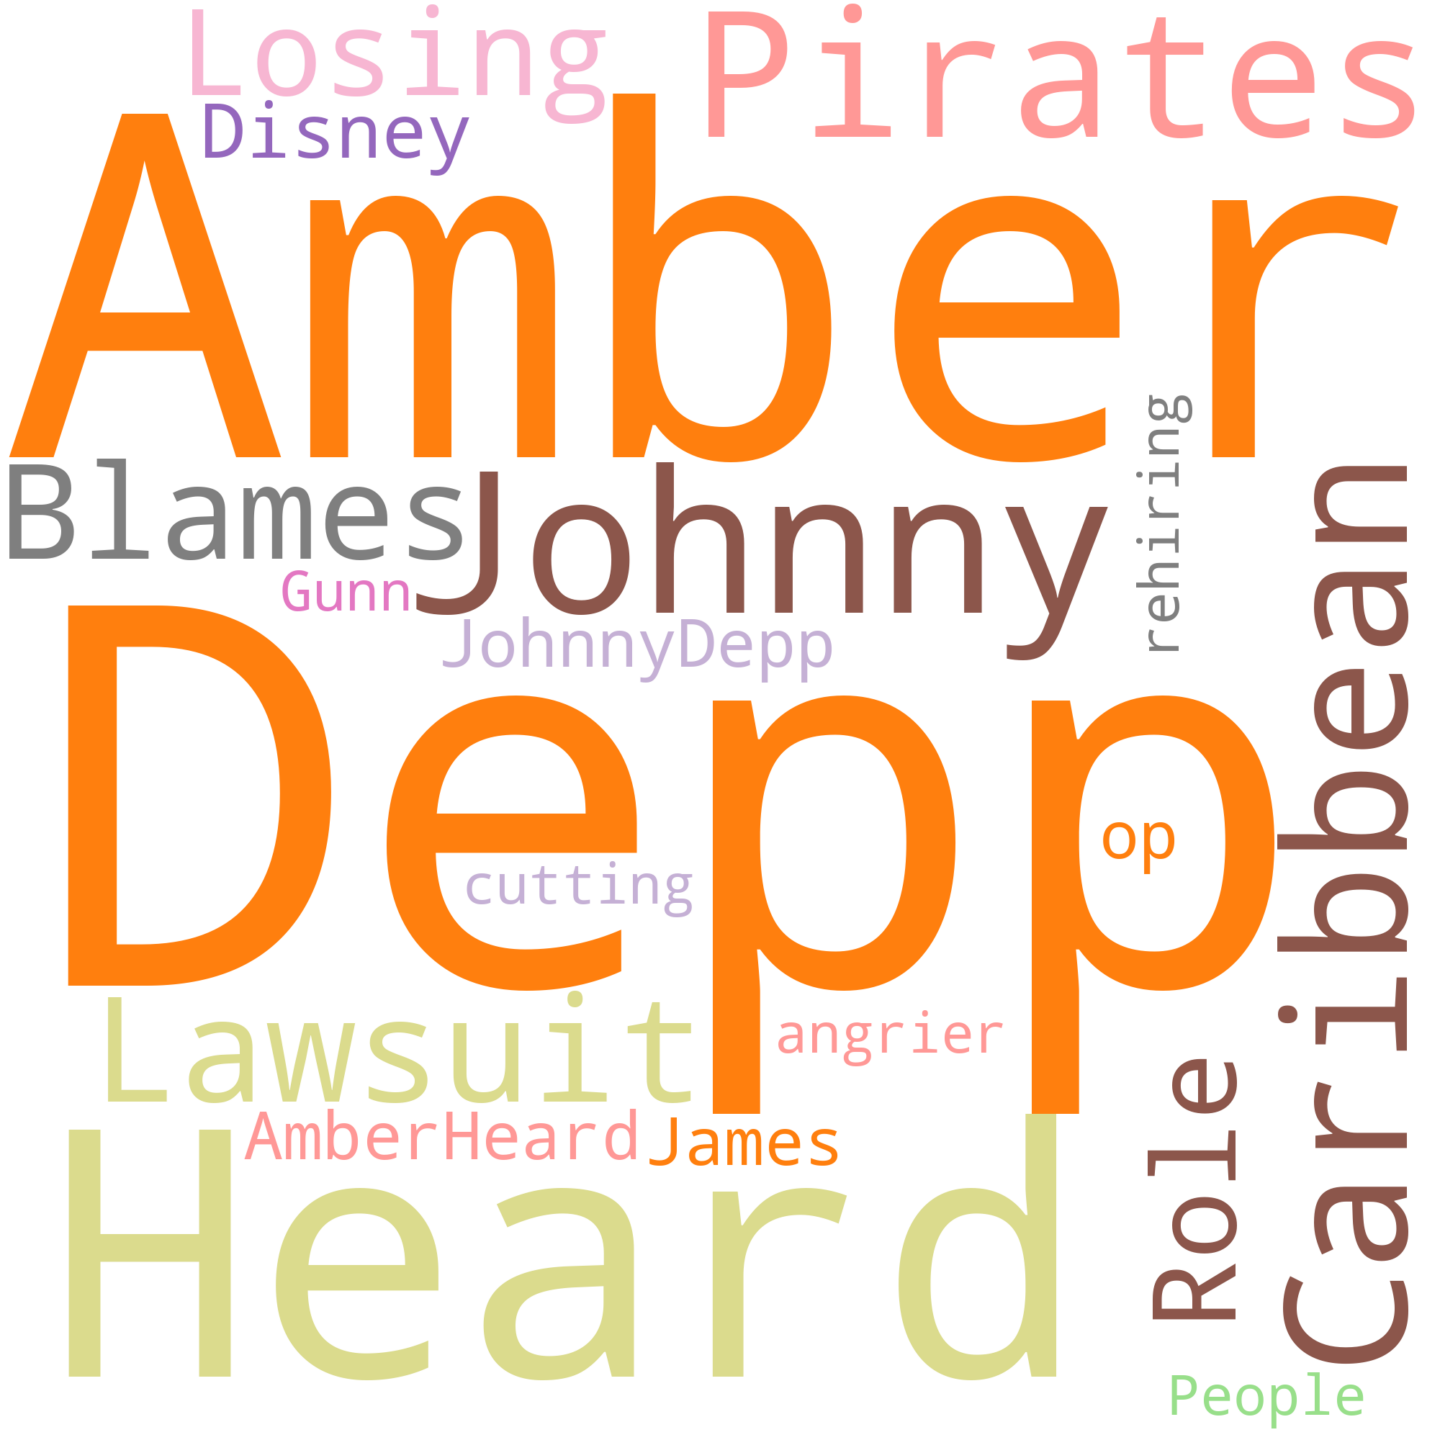 Losing
Pirates
Disney
Amber
rehiring
Blames
Johnny
Caribbean
Gunn
JohnnyDepp
Depp
op
cutting
Lawsuit
angrier
Role
AmberHeard
James
Heard
People